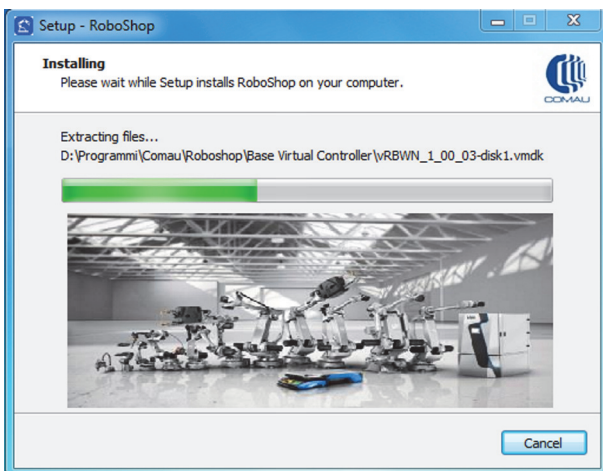 Setup - RoboShop
Installing
Please wait while Setup installs RoboShop on your computer.
COMAU
Extracting files...
D:\Programmi\Comau\Roboshop\Base Virtual Controller\vRBWN_1_00_03-disk1.vmdk
Cancel